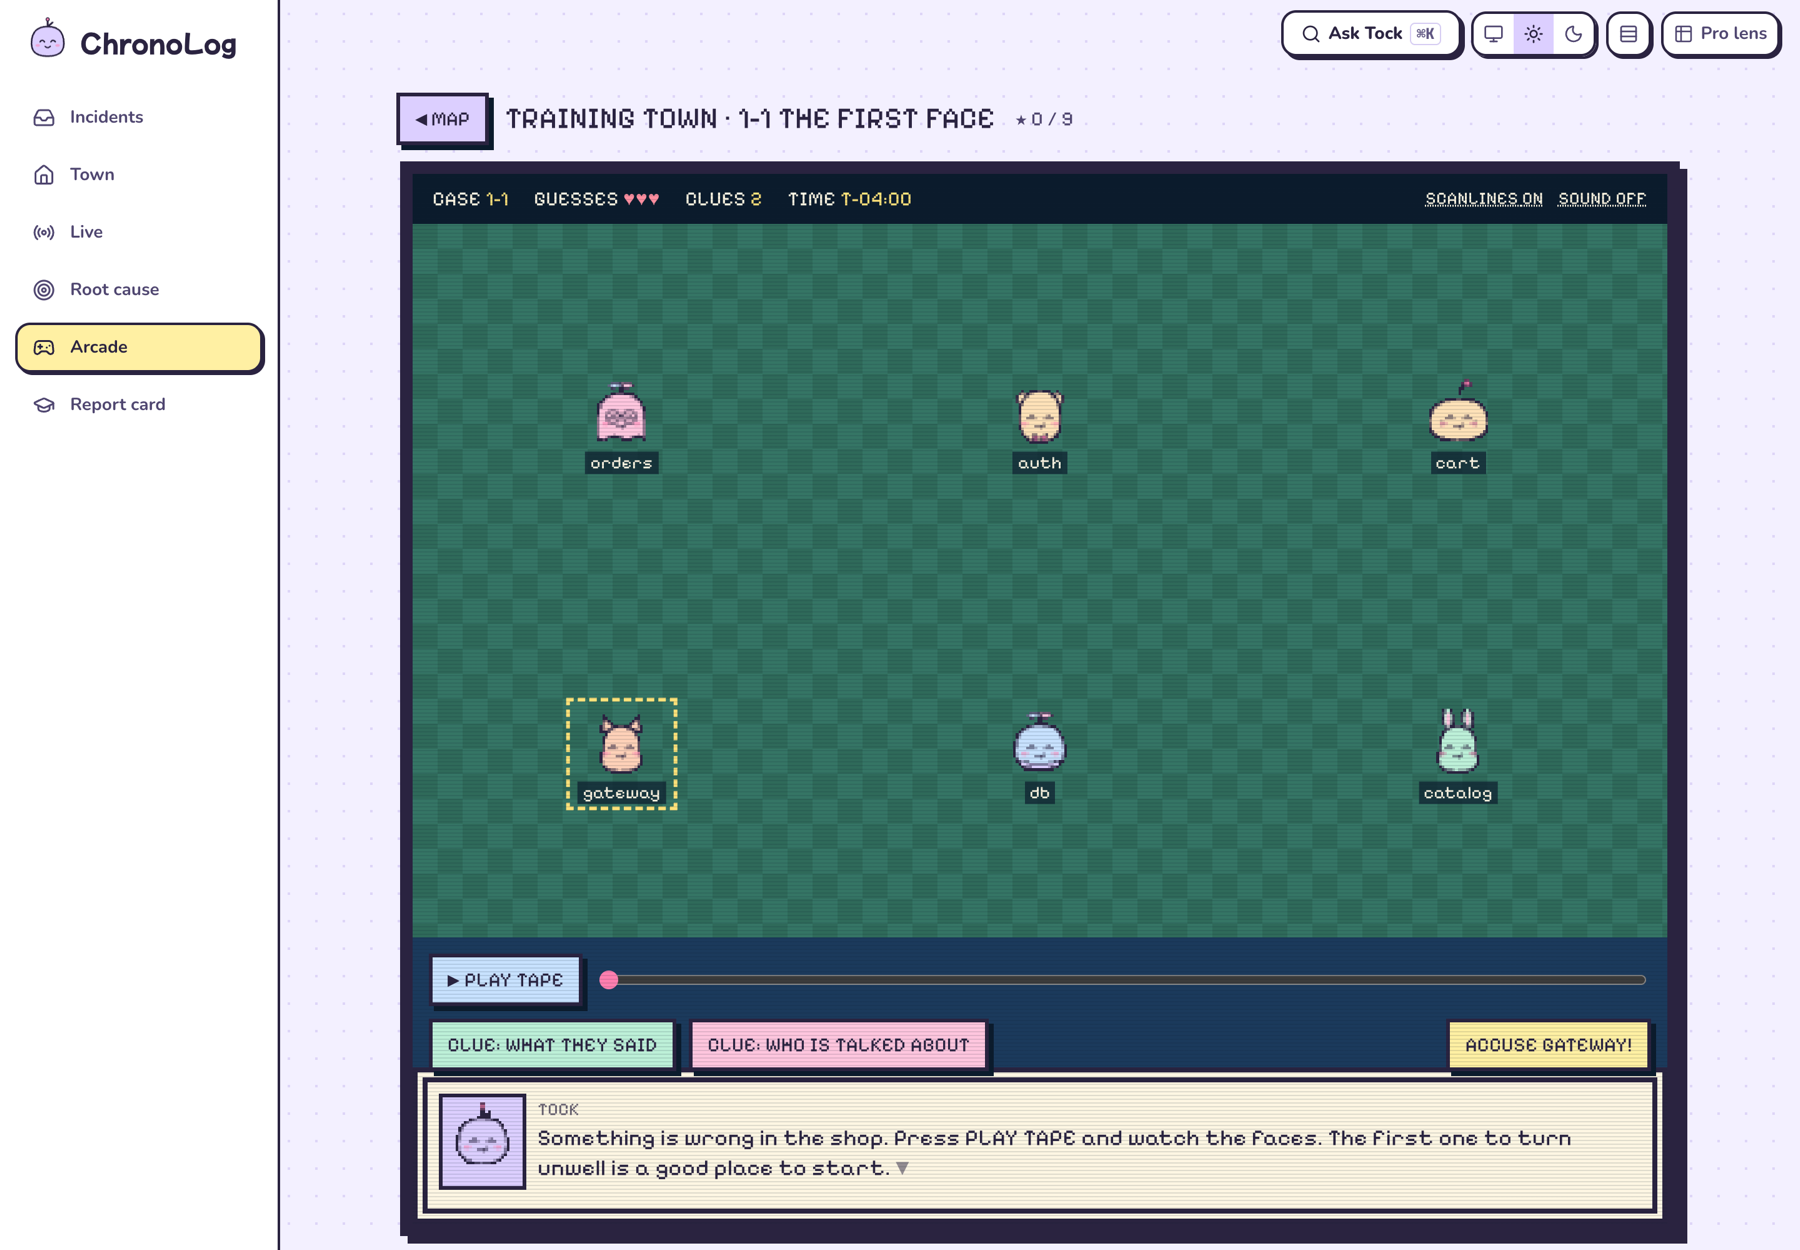 ChronoLog
Ask Tock ⌘K
Pro lens
Incidents
Town
Live
Root cause
Arcade
Report card
◀ MAP
TRAINING TOWN · 1-1 THE FIRST FACE ★ 0 / 9
CASE 1-1 GUESSES ♥♥♥ CLUES 2 TIME T-04:00 SCANLINES ON SOUND OFF
orders auth cart
gateway db catalog
▶ PLAY TAPE
CLUE: WHAT THEY SAID CLUE: WHO IS TALKED ABOUT ACCUSE GATEWAY!
TOCK
Something is wrong in the shop. Press PLAY TAPE and watch the faces. The first one to turn
unwell is a good place to start. ▼